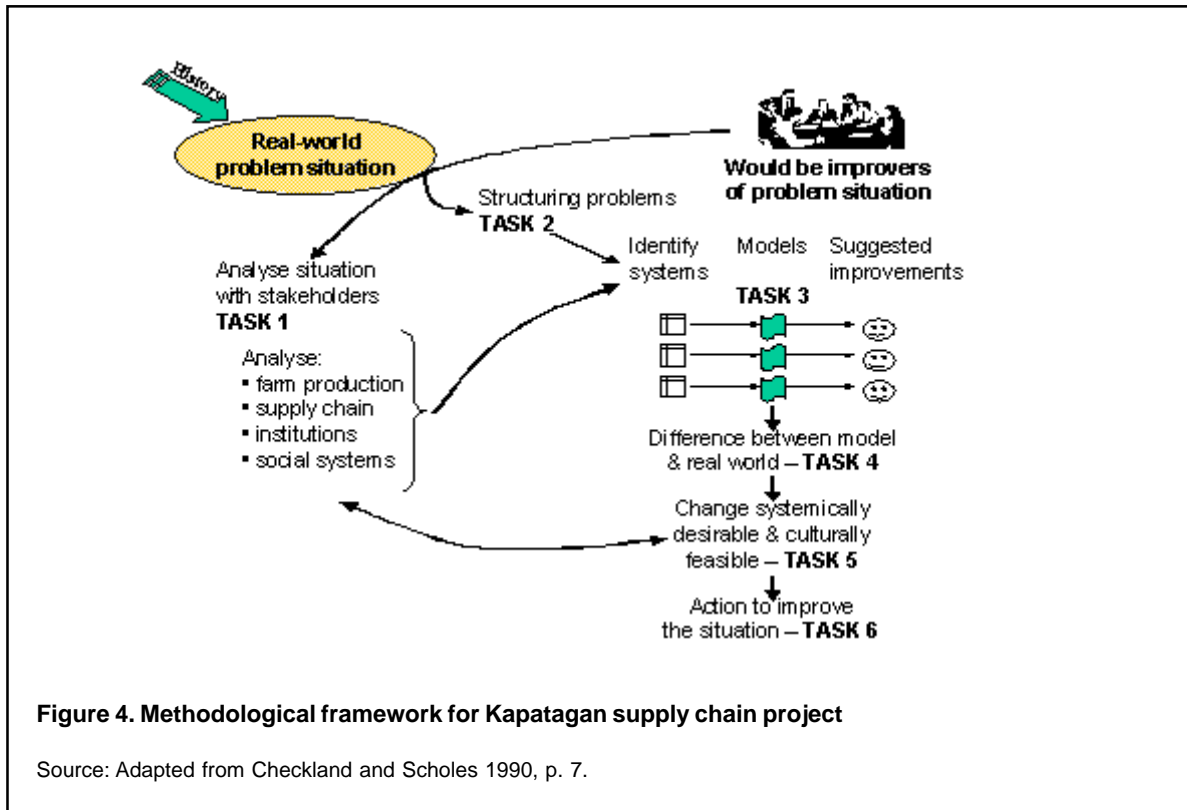 History
Real-world
problem situation
Would be improvers
of problem situation
Structuring problems
TASK 2
Analyse situation
with stakeholders
TASK 1
Analyse:
▪ farm production
▪ supply chain
▪ institutions
▪ social systems
Identify
systems
Models
Suggested
improvements
TASK 3
Difference between model
& real world – TASK 4
Change systemically
desirable & culturally
feasible – TASK 5
Action to improve
the situation – TASK 6
Figure 4. Methodological framework for Kapatagan supply chain project
Source: Adapted from Checkland and Scholes 1990, p. 7.